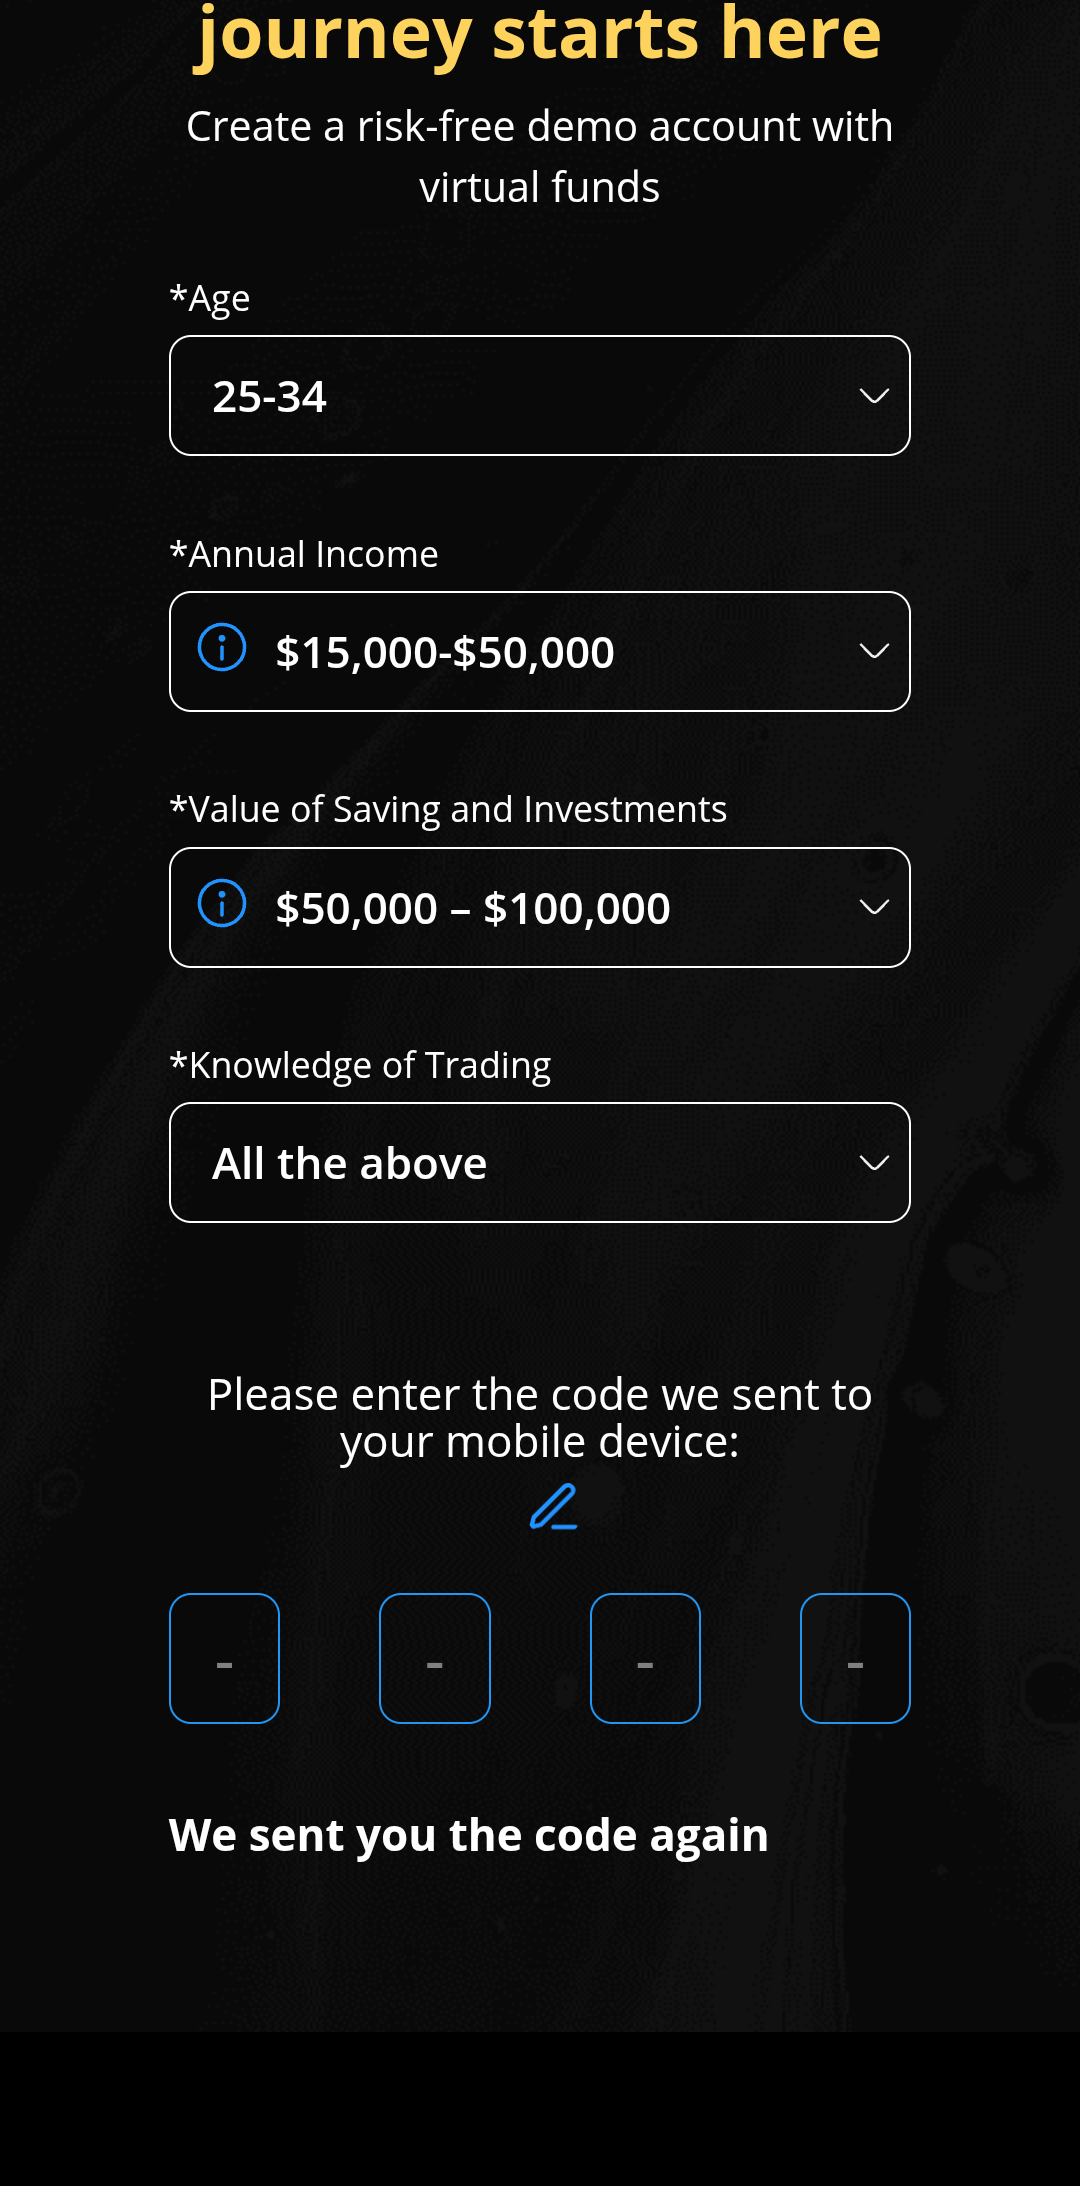 journey starts here
Create a risk-free demo account with
virtual funds
*Age
25-34
*Annual Income
$15,000-$50,000
*Value of Saving and Investments
$50,000 – $100,000
*Knowledge of Trading
All the above
Please enter the code we sent to
your mobile device:
- - - -
We sent you the code again